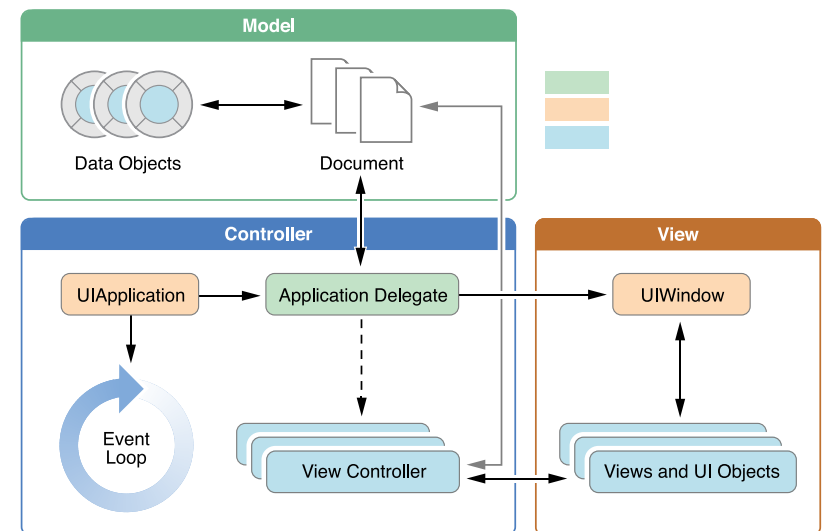 Model
Data Objects
Document
Controller
View
UIApplication
Application Delegate
UIWindow
Event
Loop
View Controller
Views and UI Objects